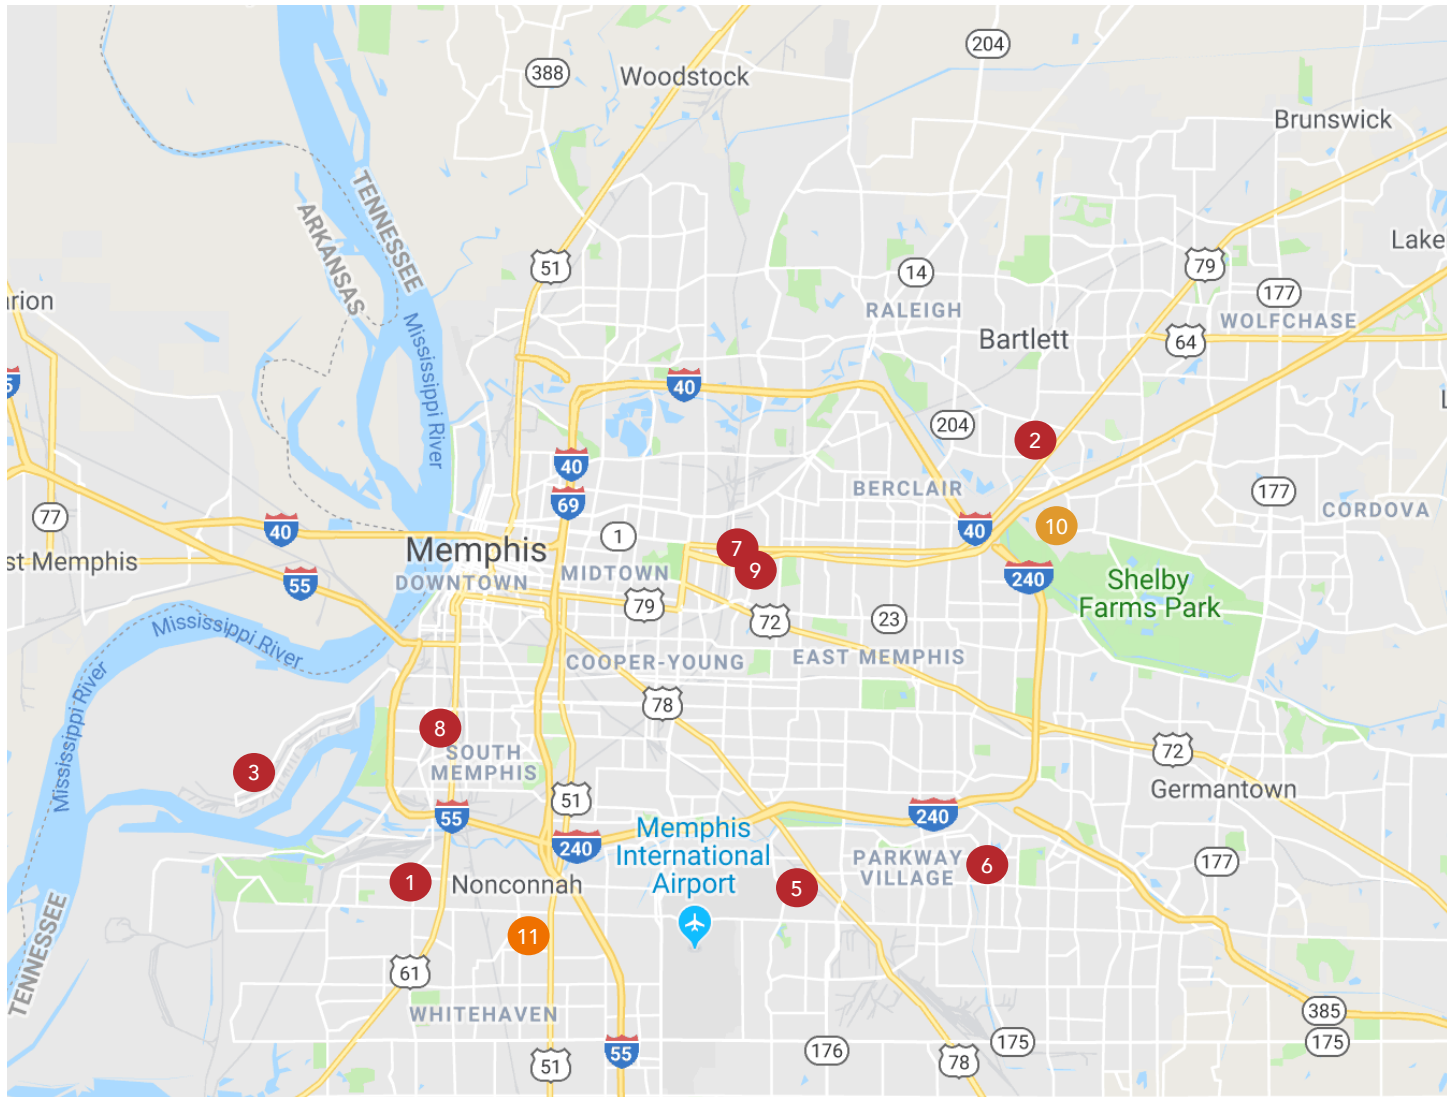 204
388
Woodstock
Brunswick
TENNESSEE
ARKANSAS
Lake
51
14
79
177
RALEIGH
WOLFCHASE
arion
Bartlett
64
Mississippi River
5
40
204
2
40
BERCLAIR
177
69
CORDOVA
77
40
1
40
10
7
Memphis
st Memphis
9
MIDTOWN
DOWNTOWN
55
240
Shelby
Farms Park
79
72
23
Mississippi River
COOPER-YOUNG
EAST MEMPHIS
Mississippi River
78
8
SOUTH
MEMPHIS
72
3
Germantown
51
55
240
Memphis
International
Airport
240
PARKWAY
VILLAGE
6
177
1
Nonconnah
5
TENNESSEE
11
61
WHITEHAVEN
385
175
175
176
55
51
78